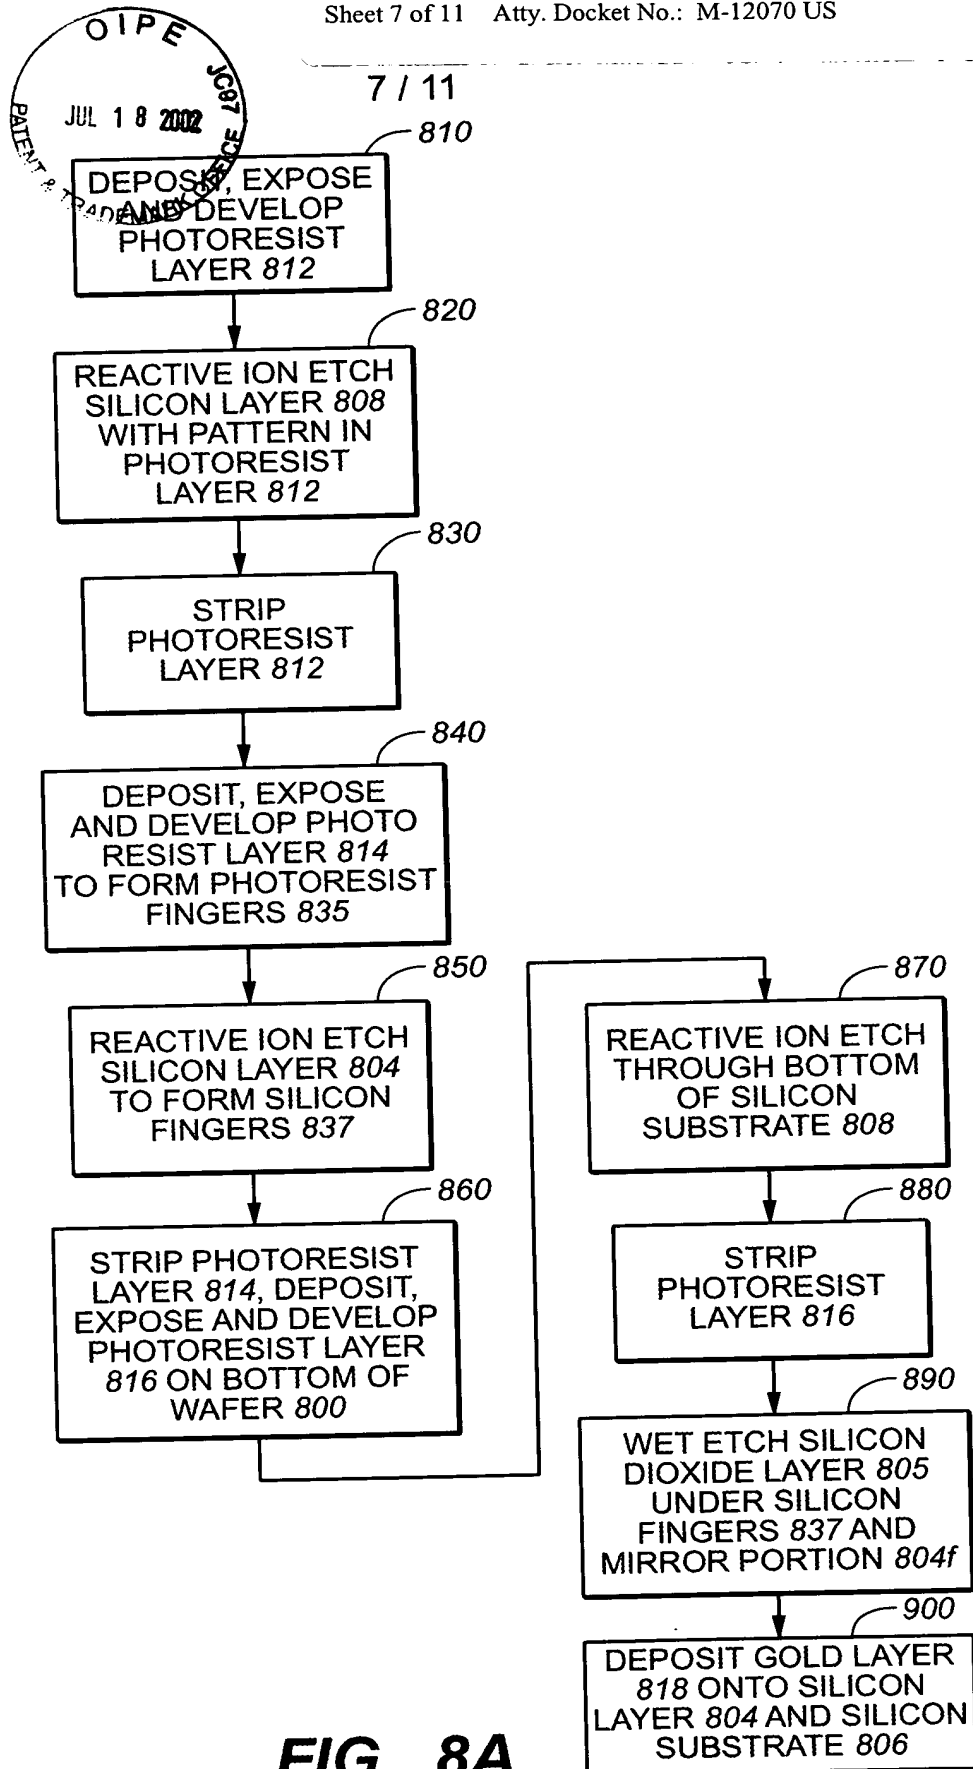 Sheet 7 of 11 Atty. Docket No.: M-12070 US
OIPE JC97
JUL 18 2002
PATENT & TRADEMARK OFFICE
7 / 11
810
DEPOSIT, EXPOSE
AND DEVELOP
PHOTORESIST
LAYER 812
820
REACTIVE ION ETCH
SILICON LAYER 808
WITH PATTERN IN
PHOTORESIST
LAYER 812
830
STRIP
PHOTORESIST
LAYER 812
840
DEPOSIT, EXPOSE
AND DEVELOP PHOTO
RESIST LAYER 814
TO FORM PHOTORESIST
FINGERS 835
850
REACTIVE ION ETCH
SILICON LAYER 804
TO FORM SILICON
FINGERS 837
860
STRIP PHOTORESIST
LAYER 814, DEPOSIT,
EXPOSE AND DEVELOP
PHOTORESIST LAYER
816 ON BOTTOM OF
WAFER 800
870
REACTIVE ION ETCH
THROUGH BOTTOM
OF SILICON
SUBSTRATE 808
880
STRIP
PHOTORESIST
LAYER 816
890
WET ETCH SILICON
DIOXIDE LAYER 805
UNDER SILICON
FINGERS 837 AND
MIRROR PORTION 804f
900
DEPOSIT GOLD LAYER
818 ONTO SILICON
LAYER 804 AND SILICON
SUBSTRATE 806
FIG 8A